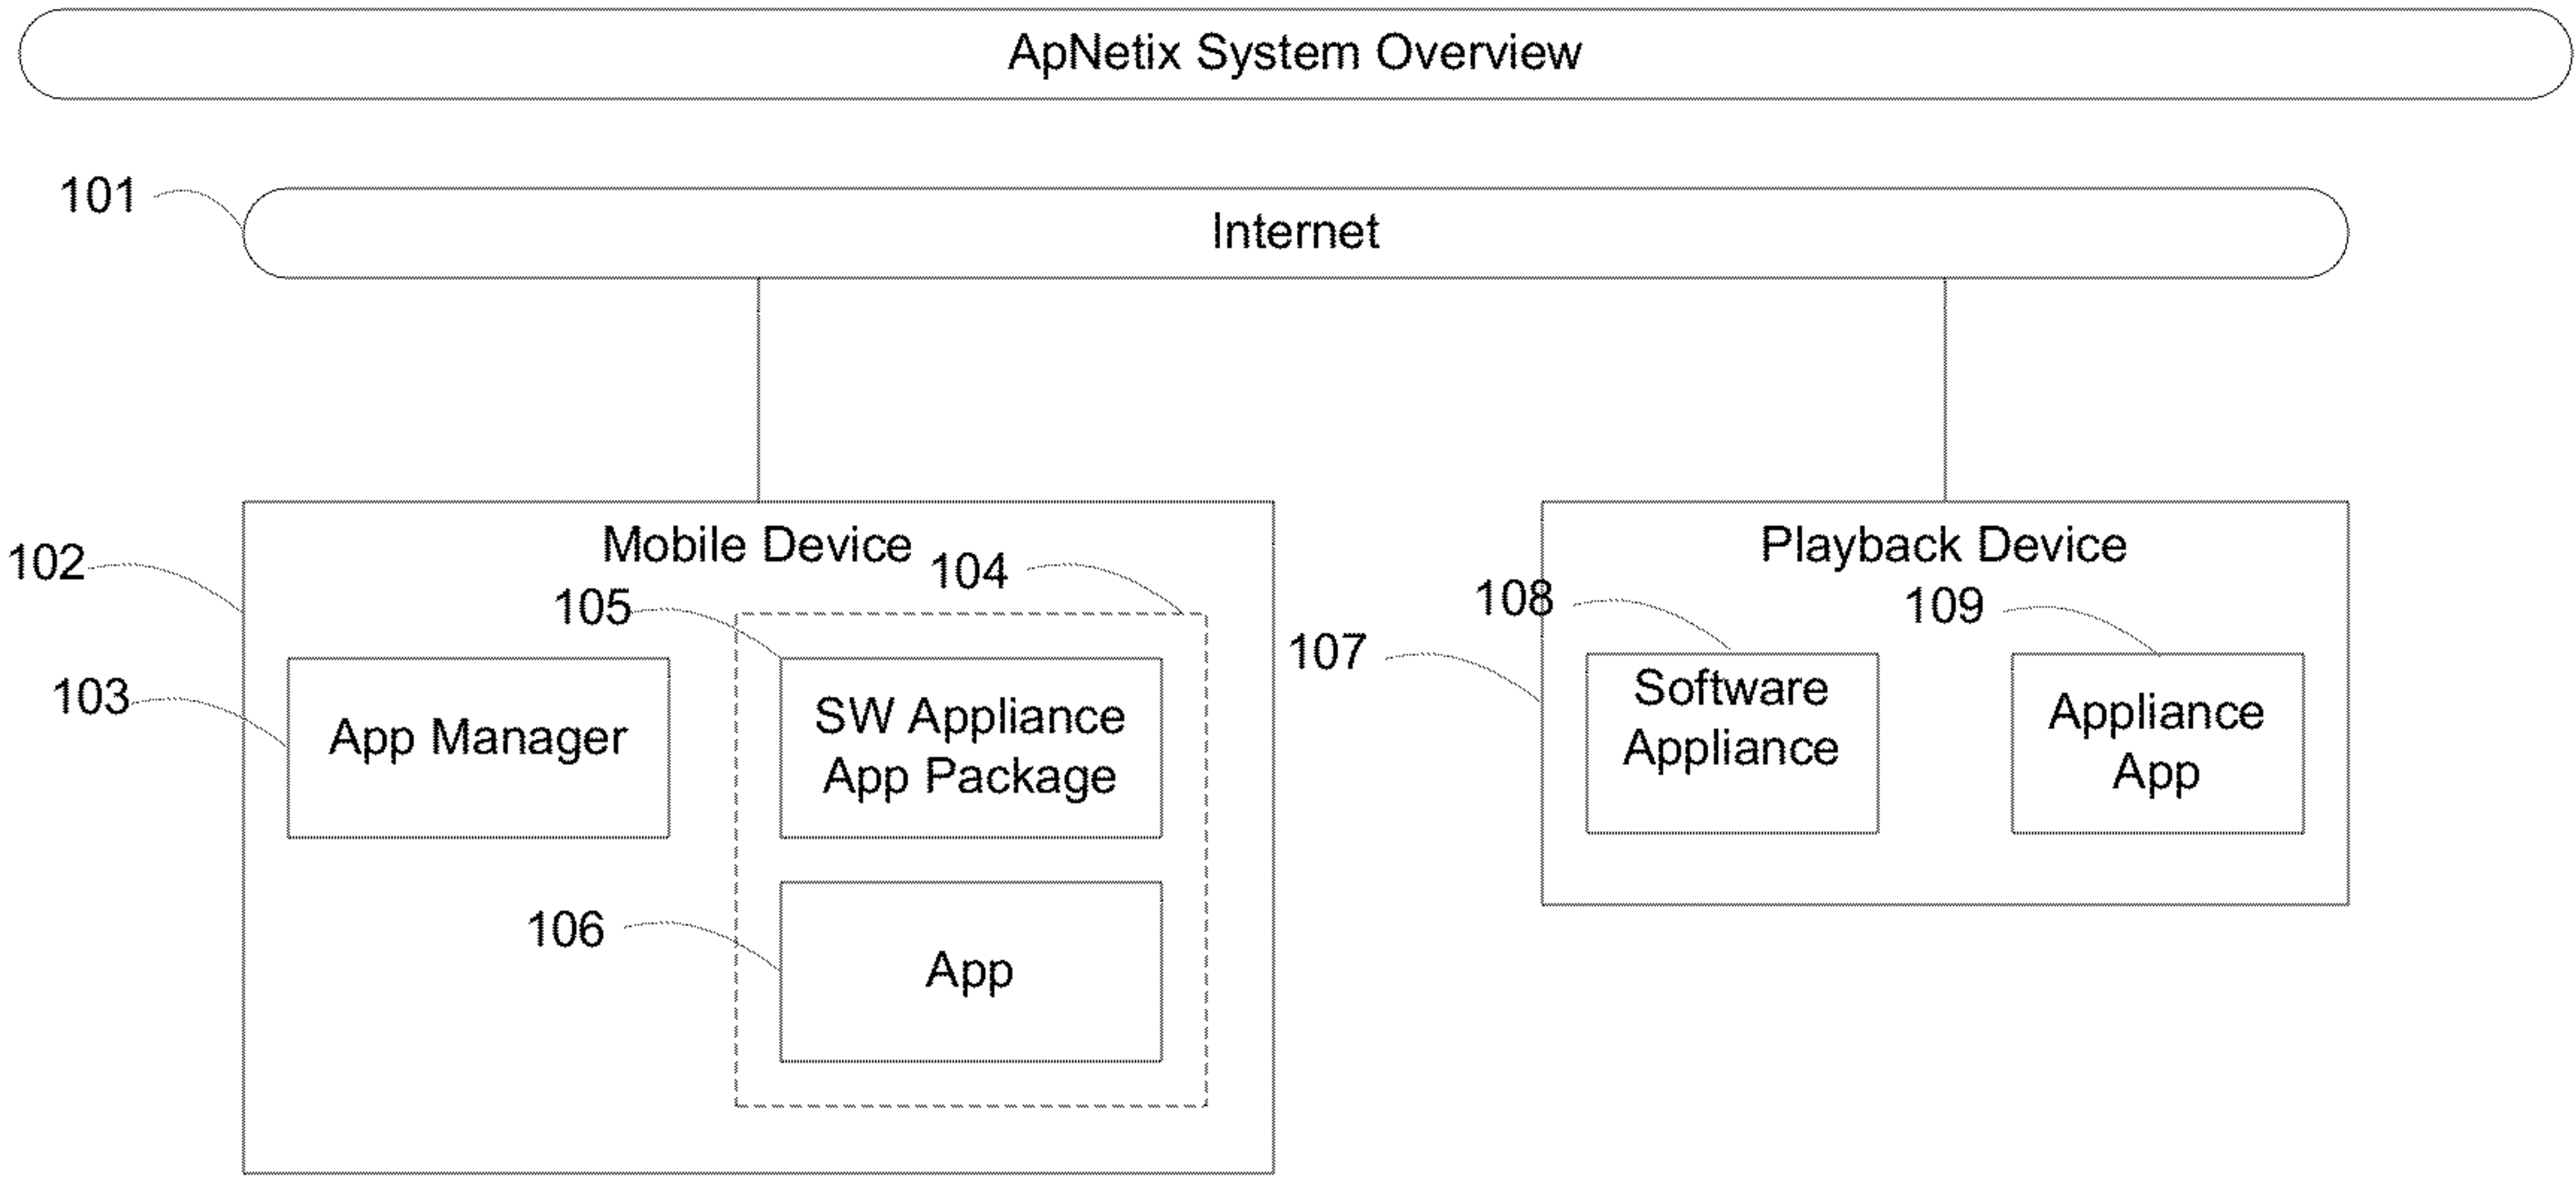 ApNetix System Overview
101
Internet
Mobile Device
102
104
105
103
App Manager
SW Appliance
App Package
106
App
Playback Device
108
109
107
Software
Appliance
Appliance
App